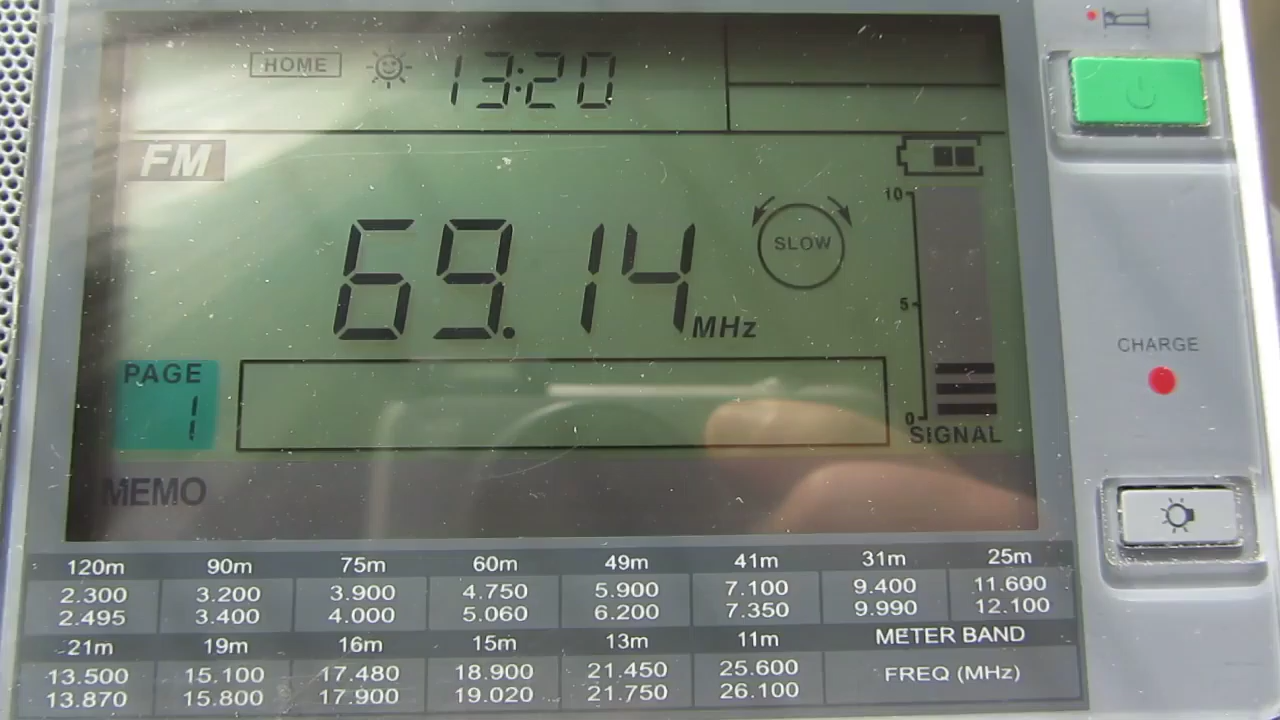 HOME 13:20
FM
10
69.14 MHz SLOW
5
PAGE
1
CHARGE
0
SIGNAL
MEMO
120m 90m 75m 60m 49m 41m 31m 25m
2.300 3.200 3.900 4.750 5.900 7.100 9.400 11.600
2.495 3.400 4.000 5.060 6.200 7.350 9.990 12.100
21m 19m 16m 15m 13m 11m METER BAND
13.500 15.100 17.480 18.900 21.450 25.600 FREQ (MHz)
13.870 15.800 17.900 19.020 21.750 26.100